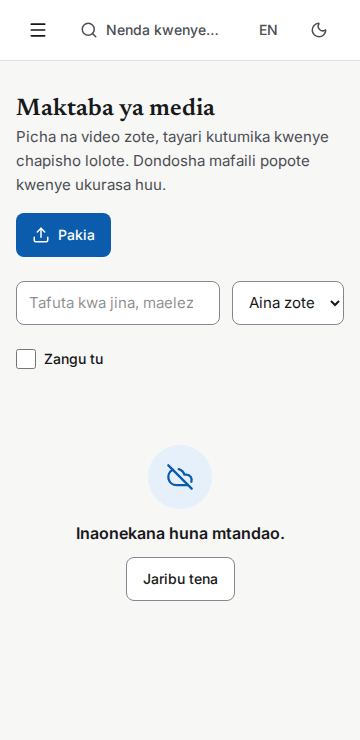 Nenda kwenye...
EN
Maktaba ya media
Picha na video zote, tayari kutumika kwenye
chapisho lolote. Dondosha mafaili popote
kwenye ukurasa huu.
Pakia
Tafuta kwa jina, maelez
Aina zote
Zangu tu
Inaonekana huna mtandao.
Jaribu tena